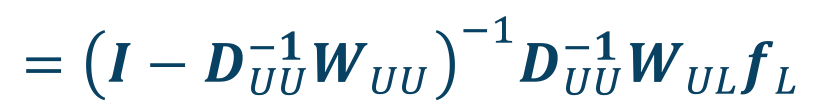 = (I − D_{UU}^{-1} W_{UU})^{-1} D_{UU}^{-1} W_{UL} f_L